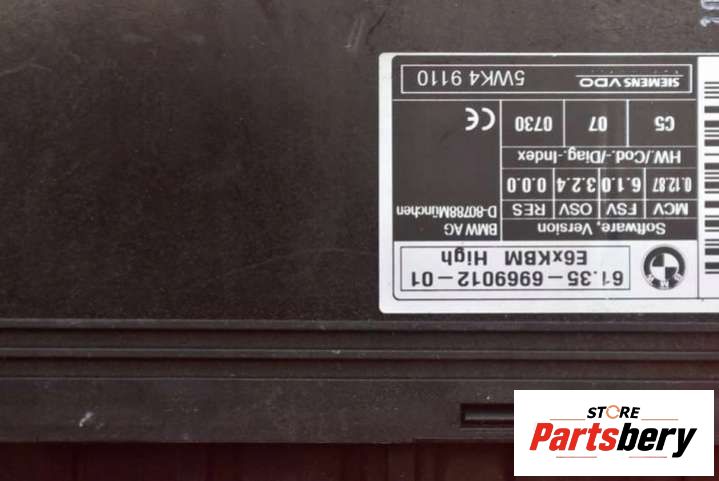 61.35-6969012-01
E6xKBM High
BMW
Software, Version
MCV FSV OSV RES
0.12.87 6.1.0 3.2.4 0.0.0
BMW AG
D-80788München
HW./Cod.-/Diag.-Index
C5 07 0730
CE
SIEMENS VDO 5WK4 9110
STORE
Partsbery